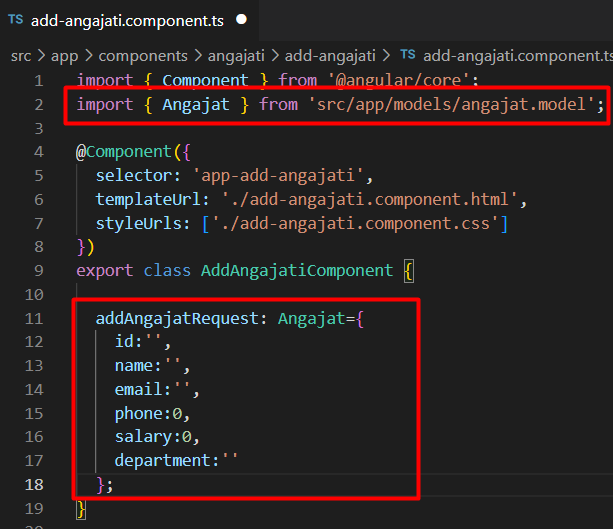 TS add-angajati.component.ts ●
src > app > components > angajati > add-angajati > TS add-angajati.component.ts
1 import { Component } from '@angular/core';
2 import { Angajat } from 'src/app/models/angajat.model';
3
4 @Component({
5 selector: 'app-add-angajati',
6 templateUrl: './add-angajati.component.html',
7 styleUrls: ['./add-angajati.component.css']
8 })
9 export class AddAngajatiComponent {
10
11 addAngajatRequest: Angajat={
12 id:'',
13 name:'',
14 email:'',
15 phone:0,
16 salary:0,
17 department:''
18 };
19 }